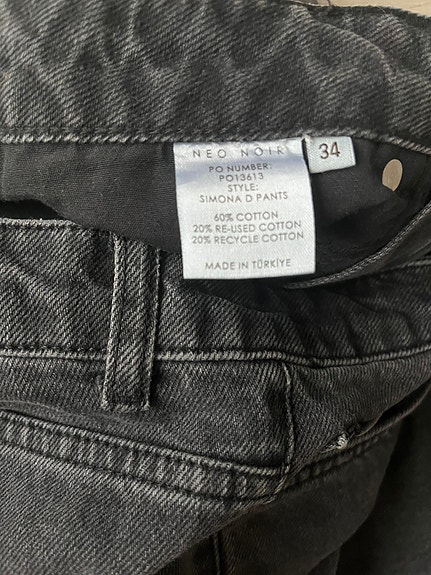 NEO NOIR
34
PO NUMBER:
PO13613
STYLE:
SIMONA D PANTS
60% COTTON
20% RE-USED COTTON
20% RECYCLE COTTON
MADE IN TÜRKİYE